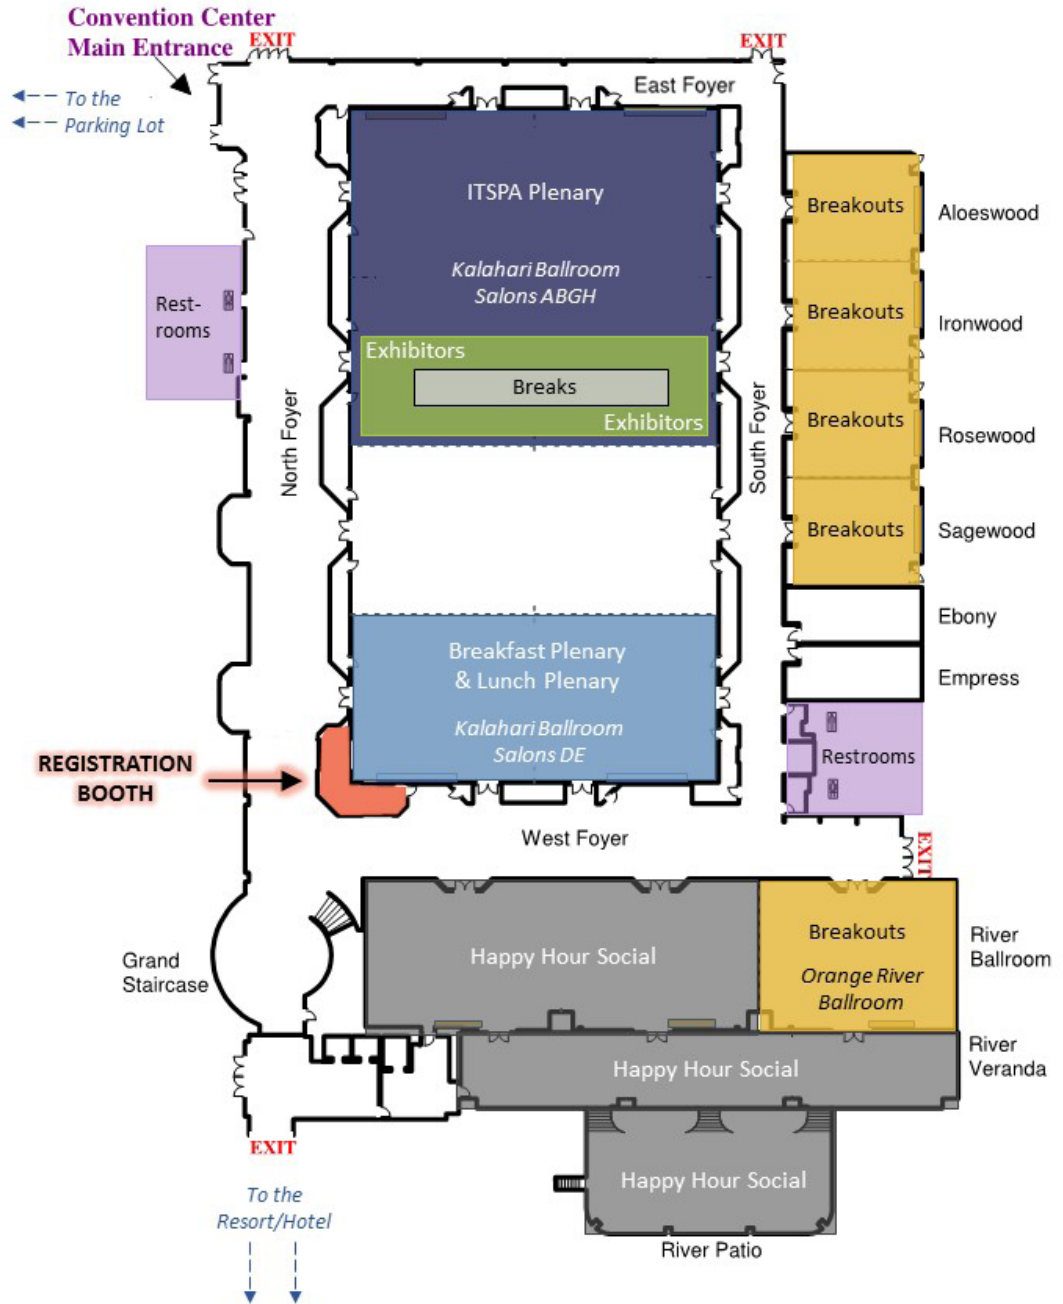 Convention Center
Main Entrance
EXIT
EXIT
To the
Parking Lot
East Foyer
ITSPA Plenary
Kalahari Ballroom
Salons ABGH
Breakouts
Aloeswood
Rest-
rooms
Breakouts
Ironwood
Exhibitors
Breaks
Exhibitors
North Foyer
South Foyer
Breakouts
Rosewood
Breakouts
Sagewood
Ebony
Empress
Breakfast Plenary
& Lunch Plenary
Kalahari Ballroom
Salons DE
Restrooms
REGISTRATION
BOOTH
West Foyer
EXIT
Grand
Staircase
Happy Hour Social
Breakouts
Orange River
Ballroom
River
Ballroom
Happy Hour Social
River
Veranda
EXIT
Happy Hour Social
To the
Resort/Hotel
River Patio